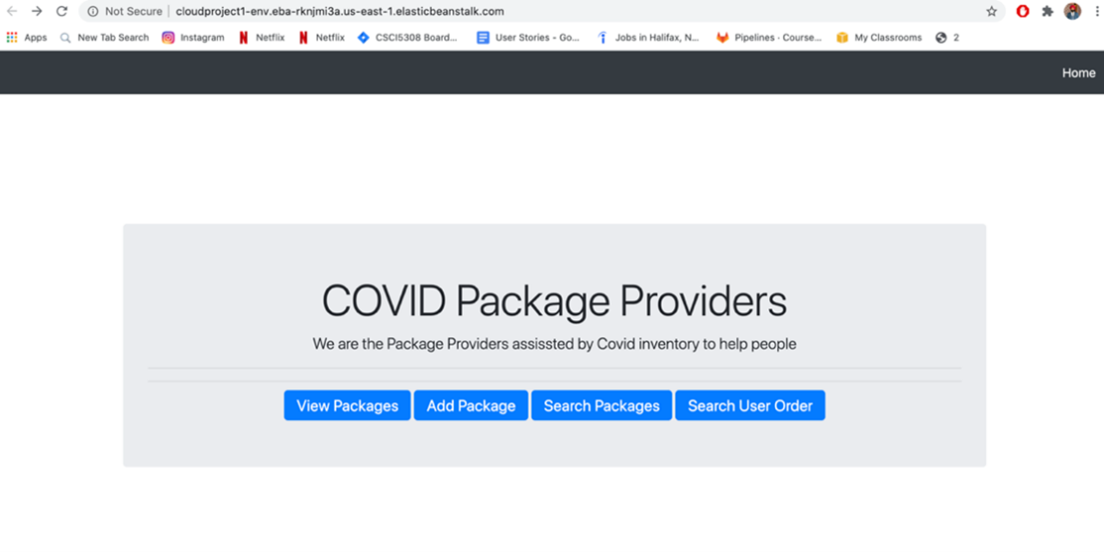 Not Secure | cloudproject1-env.eba-rknjmi3a.us-east-1.elasticbeanstalk.com
Apps New Tab Search Instagram Netflix Netflix CSCI5308 Board... User Stories - Go... Jobs in Halifax, N... Pipelines · Course... My Classrooms 2
Home
COVID Package Providers
We are the Package Providers assissted by Covid inventory to help people
View Packages Add Package Search Packages Search User Order